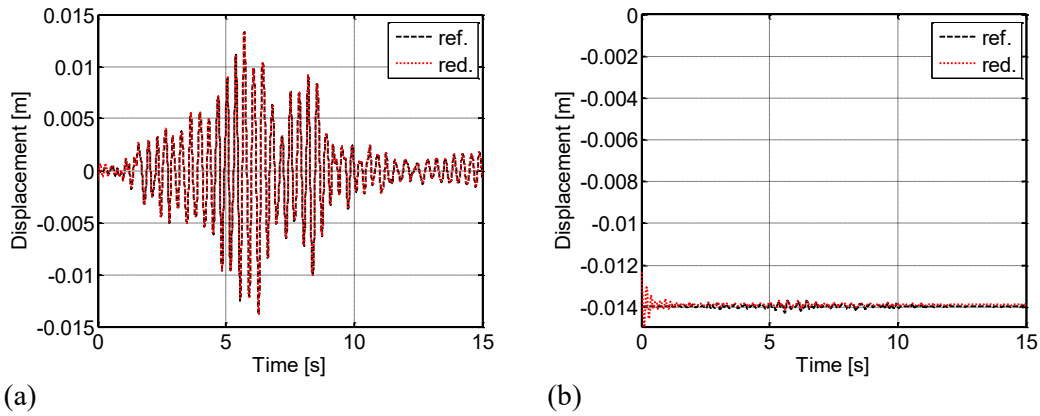 0.015
0.01
0.005
0
-0.005
-0.01
-0.015
Displacement [m]
ref.
red.
0 5 10 15
Time [s]
(a)
0
-0.002
-0.004
-0.006
-0.008
-0.01
-0.012
-0.014
Displacement [m]
ref.
red.
0 5 10 15
Time [s]
(b)